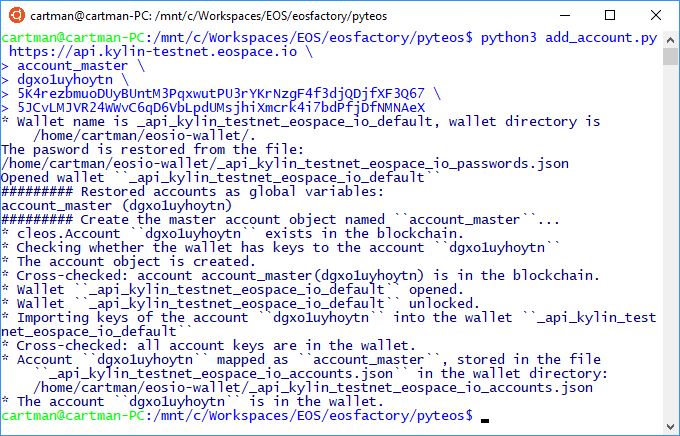 cartman@cartman-PC: /mnt/c/Workspaces/EOS/eosfactory/pyteos
cartman@cartman-PC:/mnt/c/Workspaces/EOS/eosfactory/pyteos$ python3 add_account.py
https://api.kylin-testnet.eospace.io \
> account_master \
> dgxo1uyhoytn \
> 5K4rezbmuoDUyBUntM3PqxwutPU3rYKrNzgF4f3djQDjfXF3Q67 \
> 5JCvLMJVR24WWvC6qD6VbLpdUMsjhiXmcrk4i7bdPfjDfNMNAeX
* Wallet name is _api_kylin_testnet_eospace_io_default, wallet directory is
/home/cartman/eosio-wallet/.
The pasword is restored from the file:
/home/cartman/eosio-wallet/_api_kylin_testnet_eospace_io_passwords.json
Opened wallet ``_api_kylin_testnet_eospace_io_default``
######### Restored accounts as global variables:
account_master (dgxo1uyhoytn)
######### Create the master account object named ``account_master``...
* cleos.Account ``dgxo1uyhoytn`` exists in the blockchain.
* Checking whether the wallet has keys to the account ``dgxo1uyhoytn``
* The account object is created.
* Cross-checked: account account_master(dgxo1uyhoytn) is in the blockchain.
* Wallet ``_api_kylin_testnet_eospace_io_default`` opened.
* Wallet ``_api_kylin_testnet_eospace_io_default`` unlocked.
* Importing keys of the account ``dgxo1uyhoytn`` into the wallet ``_api_kylin_test
net_eospace_io_default``
* Cross-checked: all account keys are in the wallet.
* Account ``dgxo1uyhoytn`` mapped as ``account_master``, stored in the file
``_api_kylin_testnet_eospace_io_accounts.json`` in the wallet directory:
/home/cartman/eosio-wallet/_api_kylin_testnet_eospace_io_accounts.json
* The account ``dgxo1uyhoytn`` is in the wallet.
cartman@cartman-PC:/mnt/c/Workspaces/EOS/eosfactory/pyteos$